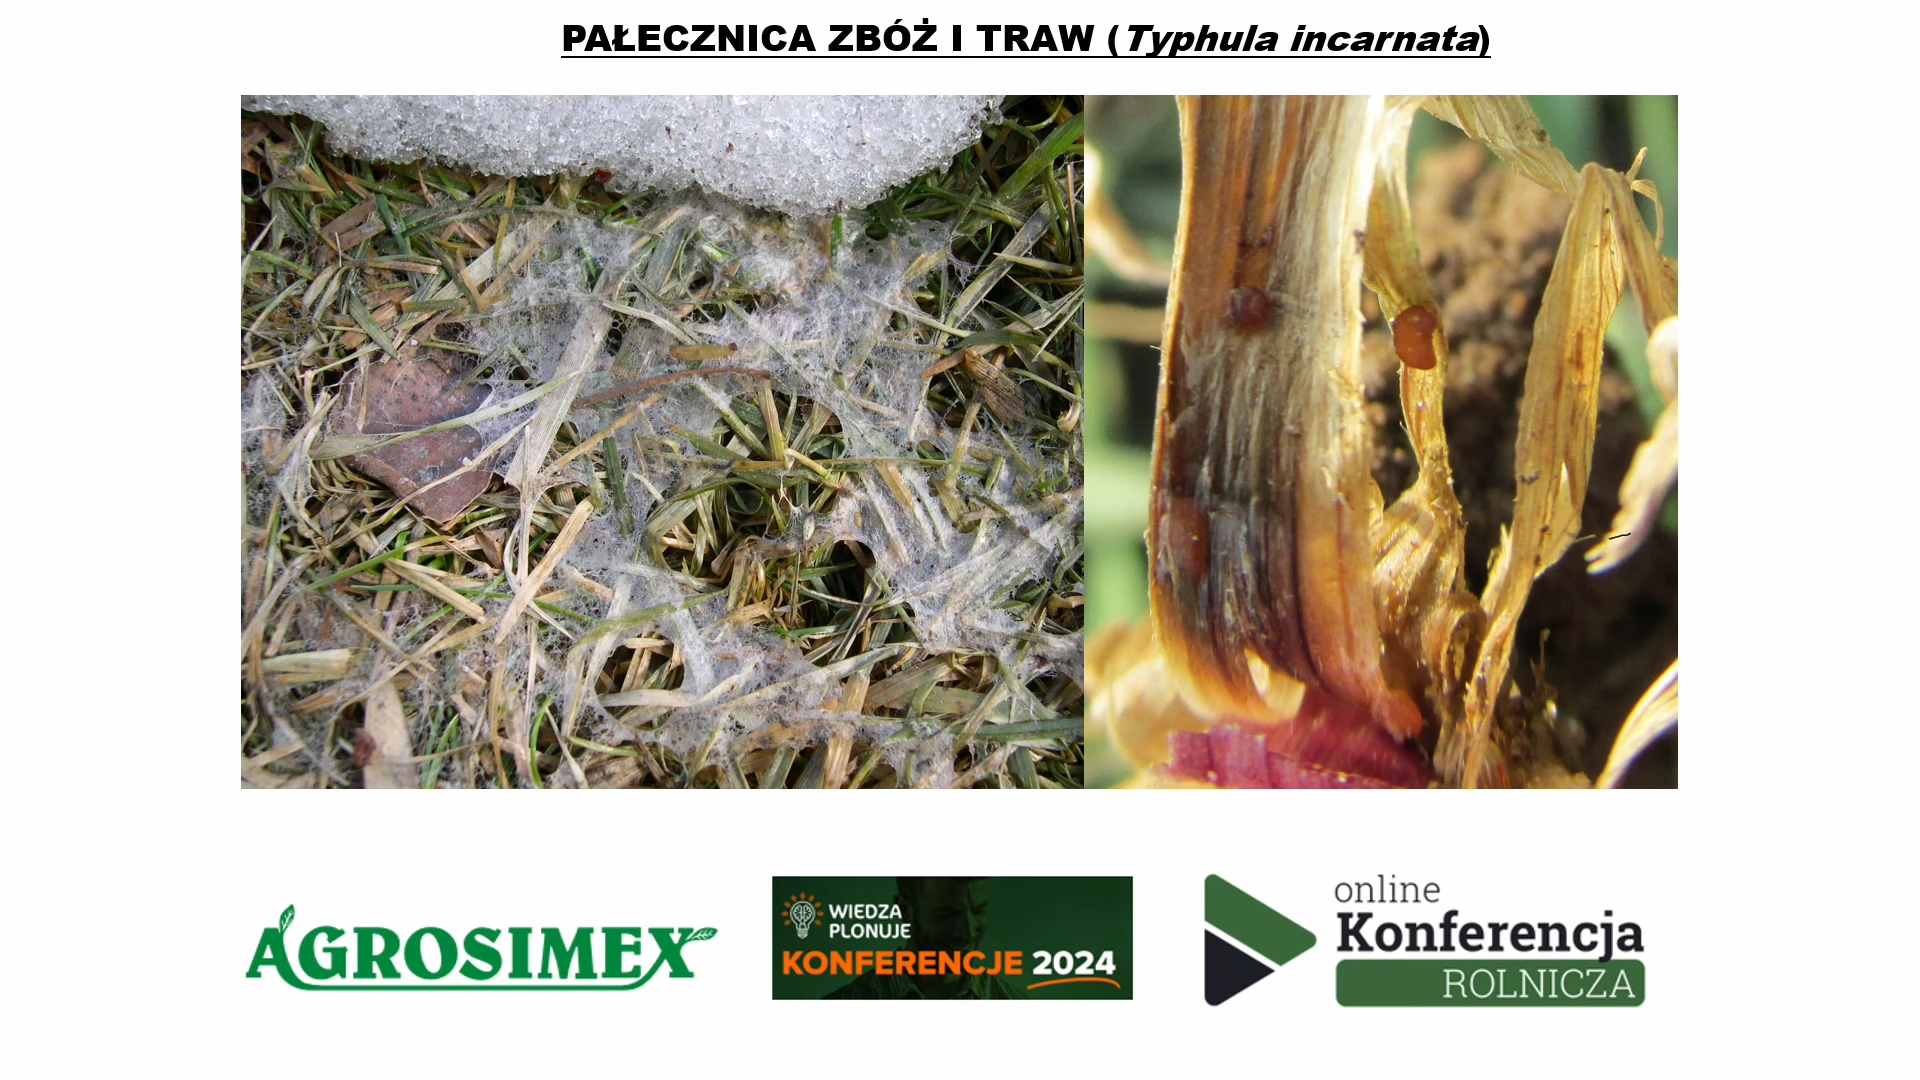 PAŁECZNICA ZBÓŻ I TRAW (Typhula incarnata)
AGROSIMEX
WIEDZA
PLONUJE
KONFERENCJE 2024
online
Konferencja
ROLNICZA